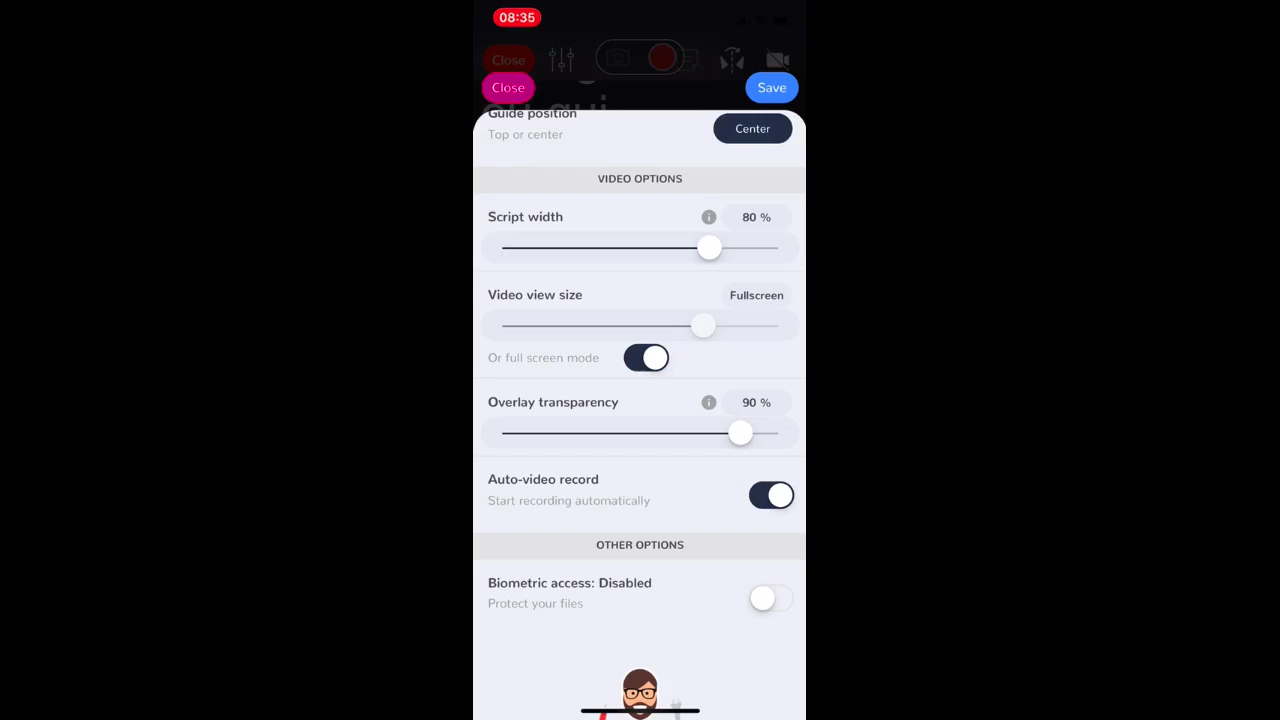 08:35
Close
Close
Save
Guide position
Top or center
Center
VIDEO OPTIONS
Script width
80 %
Video view size
Fullscreen
Or full screen mode
Overlay transparency
90 %
Auto-video record
Start recording automatically
OTHER OPTIONS
Biometric access: Disabled
Protect your files